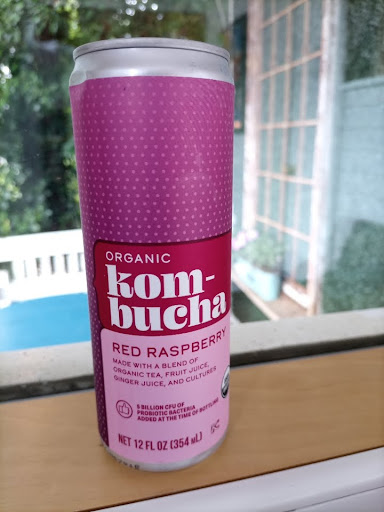 ORGANIC
kom-
bucha
RED RASPBERRY
MADE WITH A BLEND OF
ORGANIC TEA, FRUIT JUICE,
GINGER JUICE, AND CULTURES
5 BILLION CFU OF
PROBIOTIC BACTERIA
ADDED AT THE TIME OF BOTTLING
NET 12 FL OZ (354 mL)